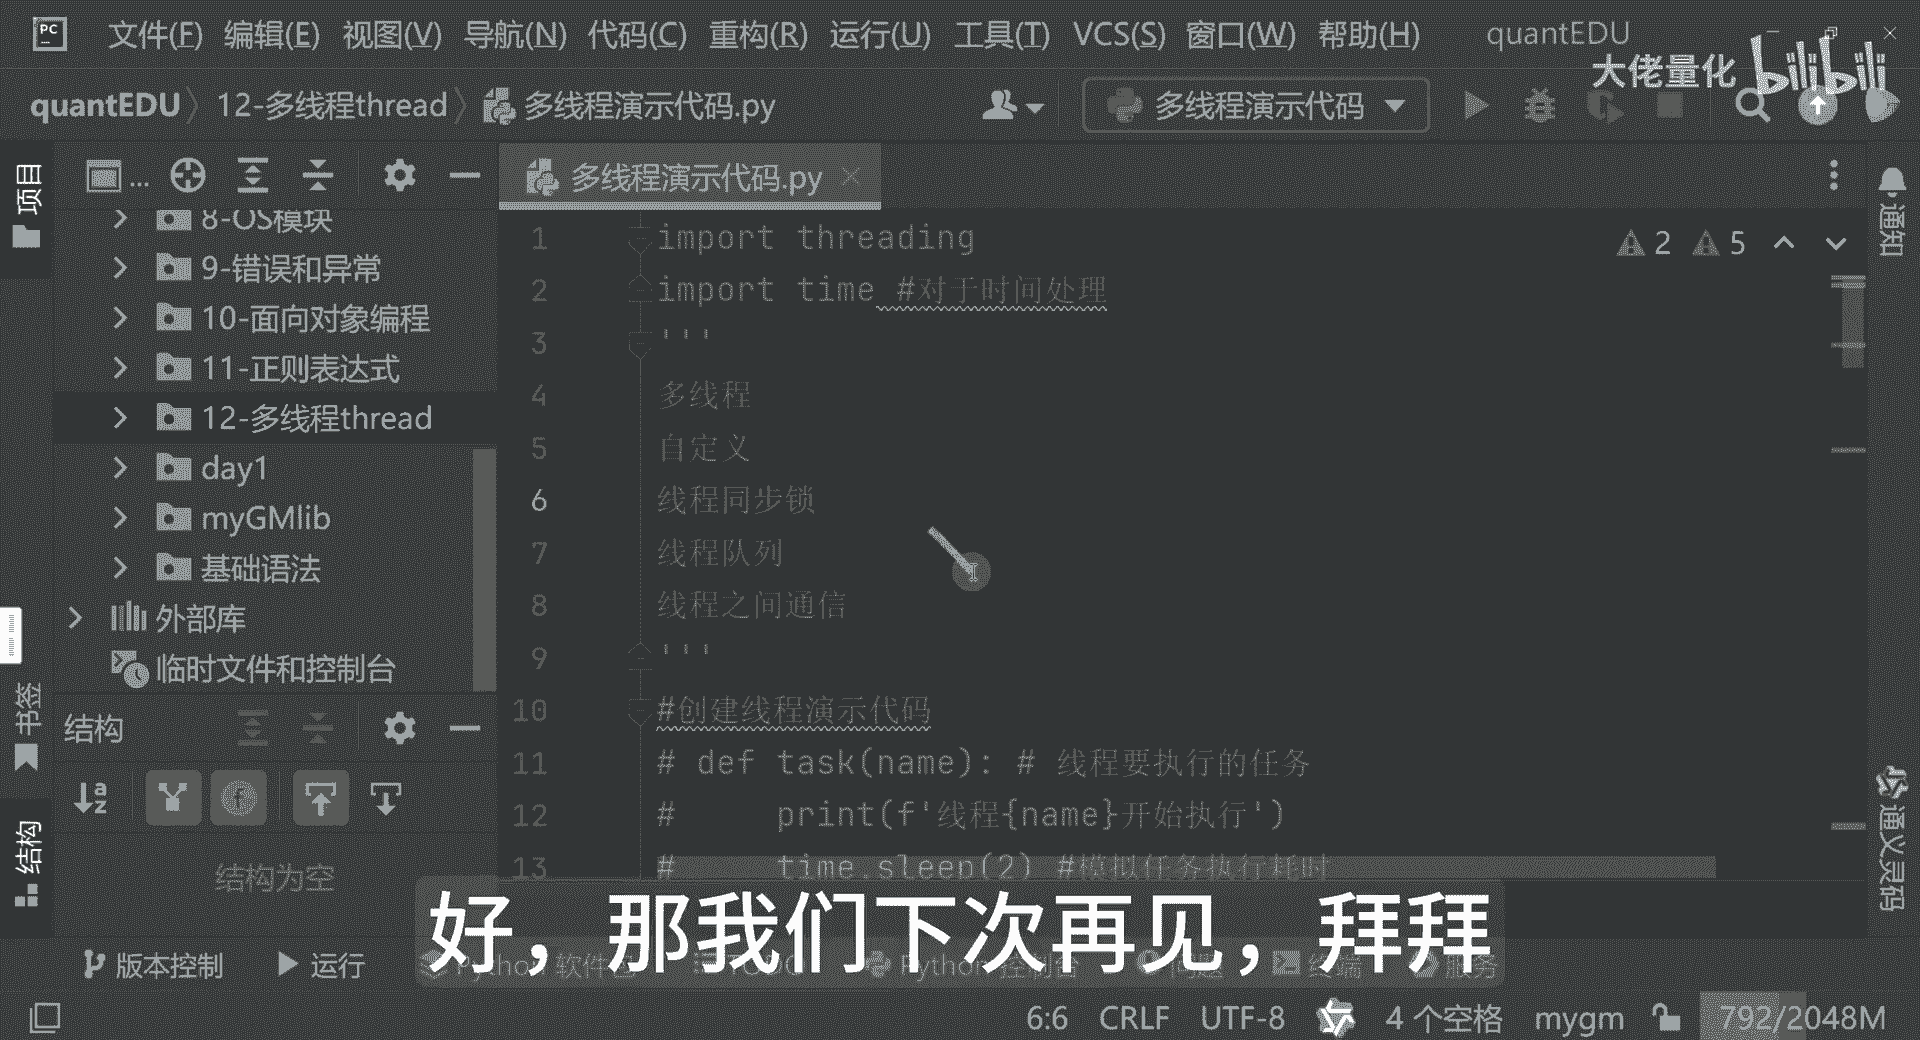 文件(F) 编辑(E) 视图(V) 导航(N) 代码(C) 重构(R) 运行(U) 工具(T) VCS(S) 窗口(W) 帮助(H) quantEDU
大佬量化 bilibili
quantEDU 12-多线程thread 多线程演示代码.py 多线程演示代码
项目
...
多线程演示代码.py
通知
8-OS模块
9-错误和异常
10-面向对象编程
11-正则表达式
12-多线程thread
day1
myGMlib
基础语法
外部库
临时文件和控制台
2 5
1 import threading
2 import time #对于时间处理
3 '''
4 多线程
5 自定义
6 线程同步锁
7 线程队列
8 线程之间通信
9 '''
10 #创建线程演示代码
11 # def task(name): # 线程要执行的任务
12 # print(f'线程{name}开始执行')
13 # time.sleep(2) #模拟任务执行耗时
书签
结构
结构
结构为空
通义灵码
好，那我们下次再见，拜拜
版本控制 运行 Python 软件包 TODO Python 控制台 问题 终端 服务
6:6 CRLF UTF-8 4 个空格 mygm 792/2048M